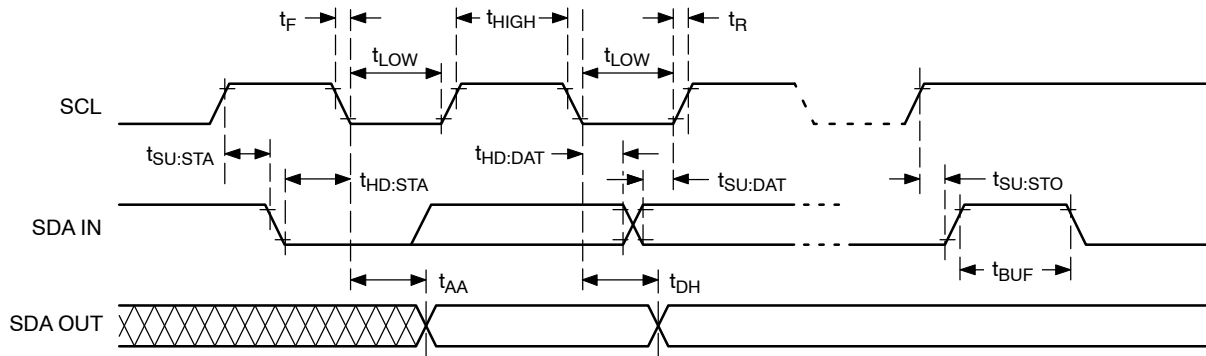 tF
tHIGH
tR
tLOW
tLOW
SCL
tSU:STA
tHD:DAT
tHD:STA
tSU:DAT
tSU:STO
SDA IN
tBUF
tAA
tDH
SDA OUT